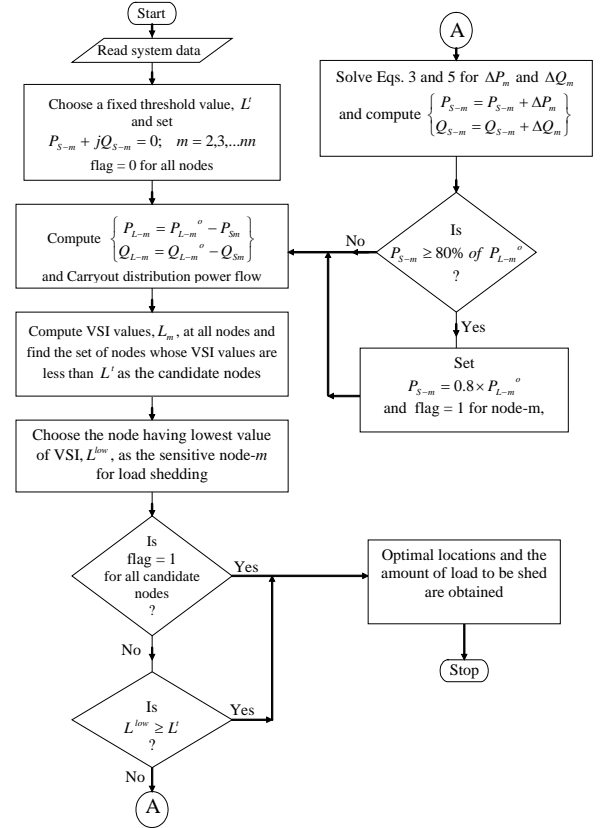 Start
Read system data
Choose a fixed threshold value, Lᵗ
and set
P_{S-m} + jQ_{S-m} = 0; m = 2,3,...nn
flag = 0 for all nodes
Compute { P_{L-m} = P_{L-m}^o − P_{Sm}
Q_{L-m} = Q_{L-m}^o − Q_{Sm} }
and Carryout distribution power flow
Compute VSI values, L_m, at all nodes and
find the set of nodes whose VSI values are
less than Lᵗ as the candidate nodes
Choose the node having lowest value
of VSI, L^{low}, as the sensitive node-m
for load shedding
Is
flag = 1
for all candidate
nodes
?
Yes
No
Is
L^{low} ≥ Lᵗ
?
Yes
No
A
A
Solve Eqs. 3 and 5 for ΔP_m and ΔQ_m
and compute { P_{S-m} = P_{S-m} + ΔP_m
Q_{S-m} = Q_{S-m} + ΔQ_m }
Is
P_{S-m} ≥ 80% of P_{L-m}^o
?
No
Yes
Set
P_{S-m} = 0.8 × P_{L-m}^o
and flag = 1 for node-m,
Optimal locations and the
amount of load to be shed
are obtained
Stop